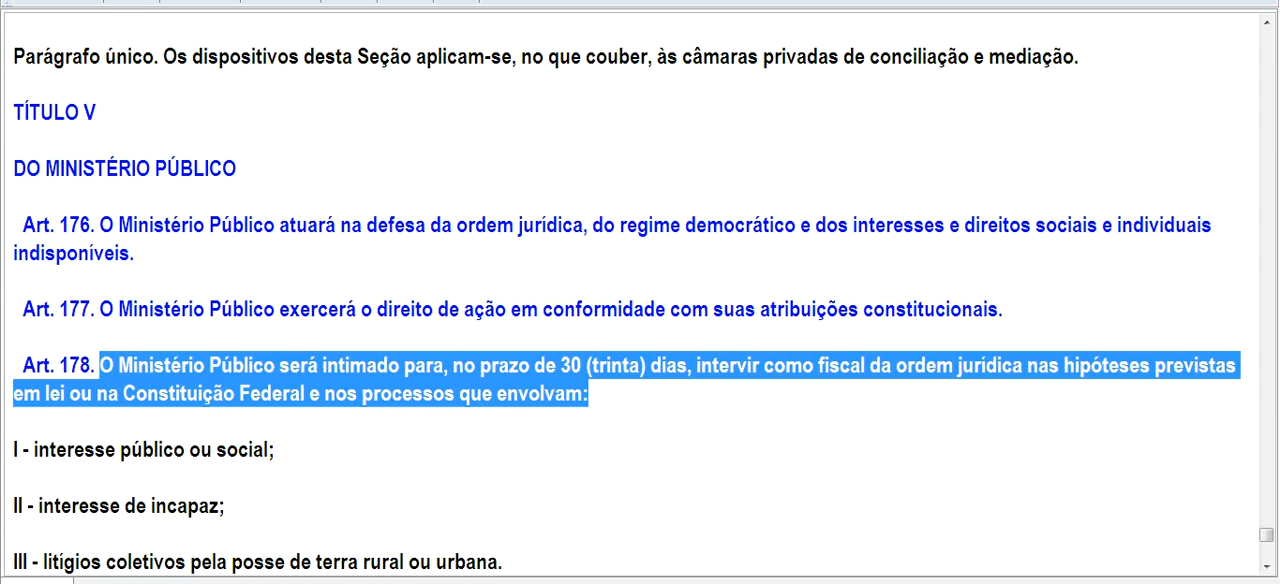 Parágrafo único. Os dispositivos desta Seção aplicam-se, no que couber, às câmaras privadas de conciliação e mediação.
TÍTULO V
DO MINISTÉRIO PÚBLICO
Art. 176. O Ministério Público atuará na defesa da ordem jurídica, do regime democrático e dos interesses e direitos sociais e individuais
indisponíveis.
Art. 177. O Ministério Público exercerá o direito de ação em conformidade com suas atribuições constitucionais.
Art. 178. O Ministério Público será intimado para, no prazo de 30 (trinta) dias, intervir como fiscal da ordem jurídica nas hipóteses previstas
em lei ou na Constituição Federal e nos processos que envolvam:
I - interesse público ou social;
II - interesse de incapaz;
III - litígios coletivos pela posse de terra rural ou urbana.